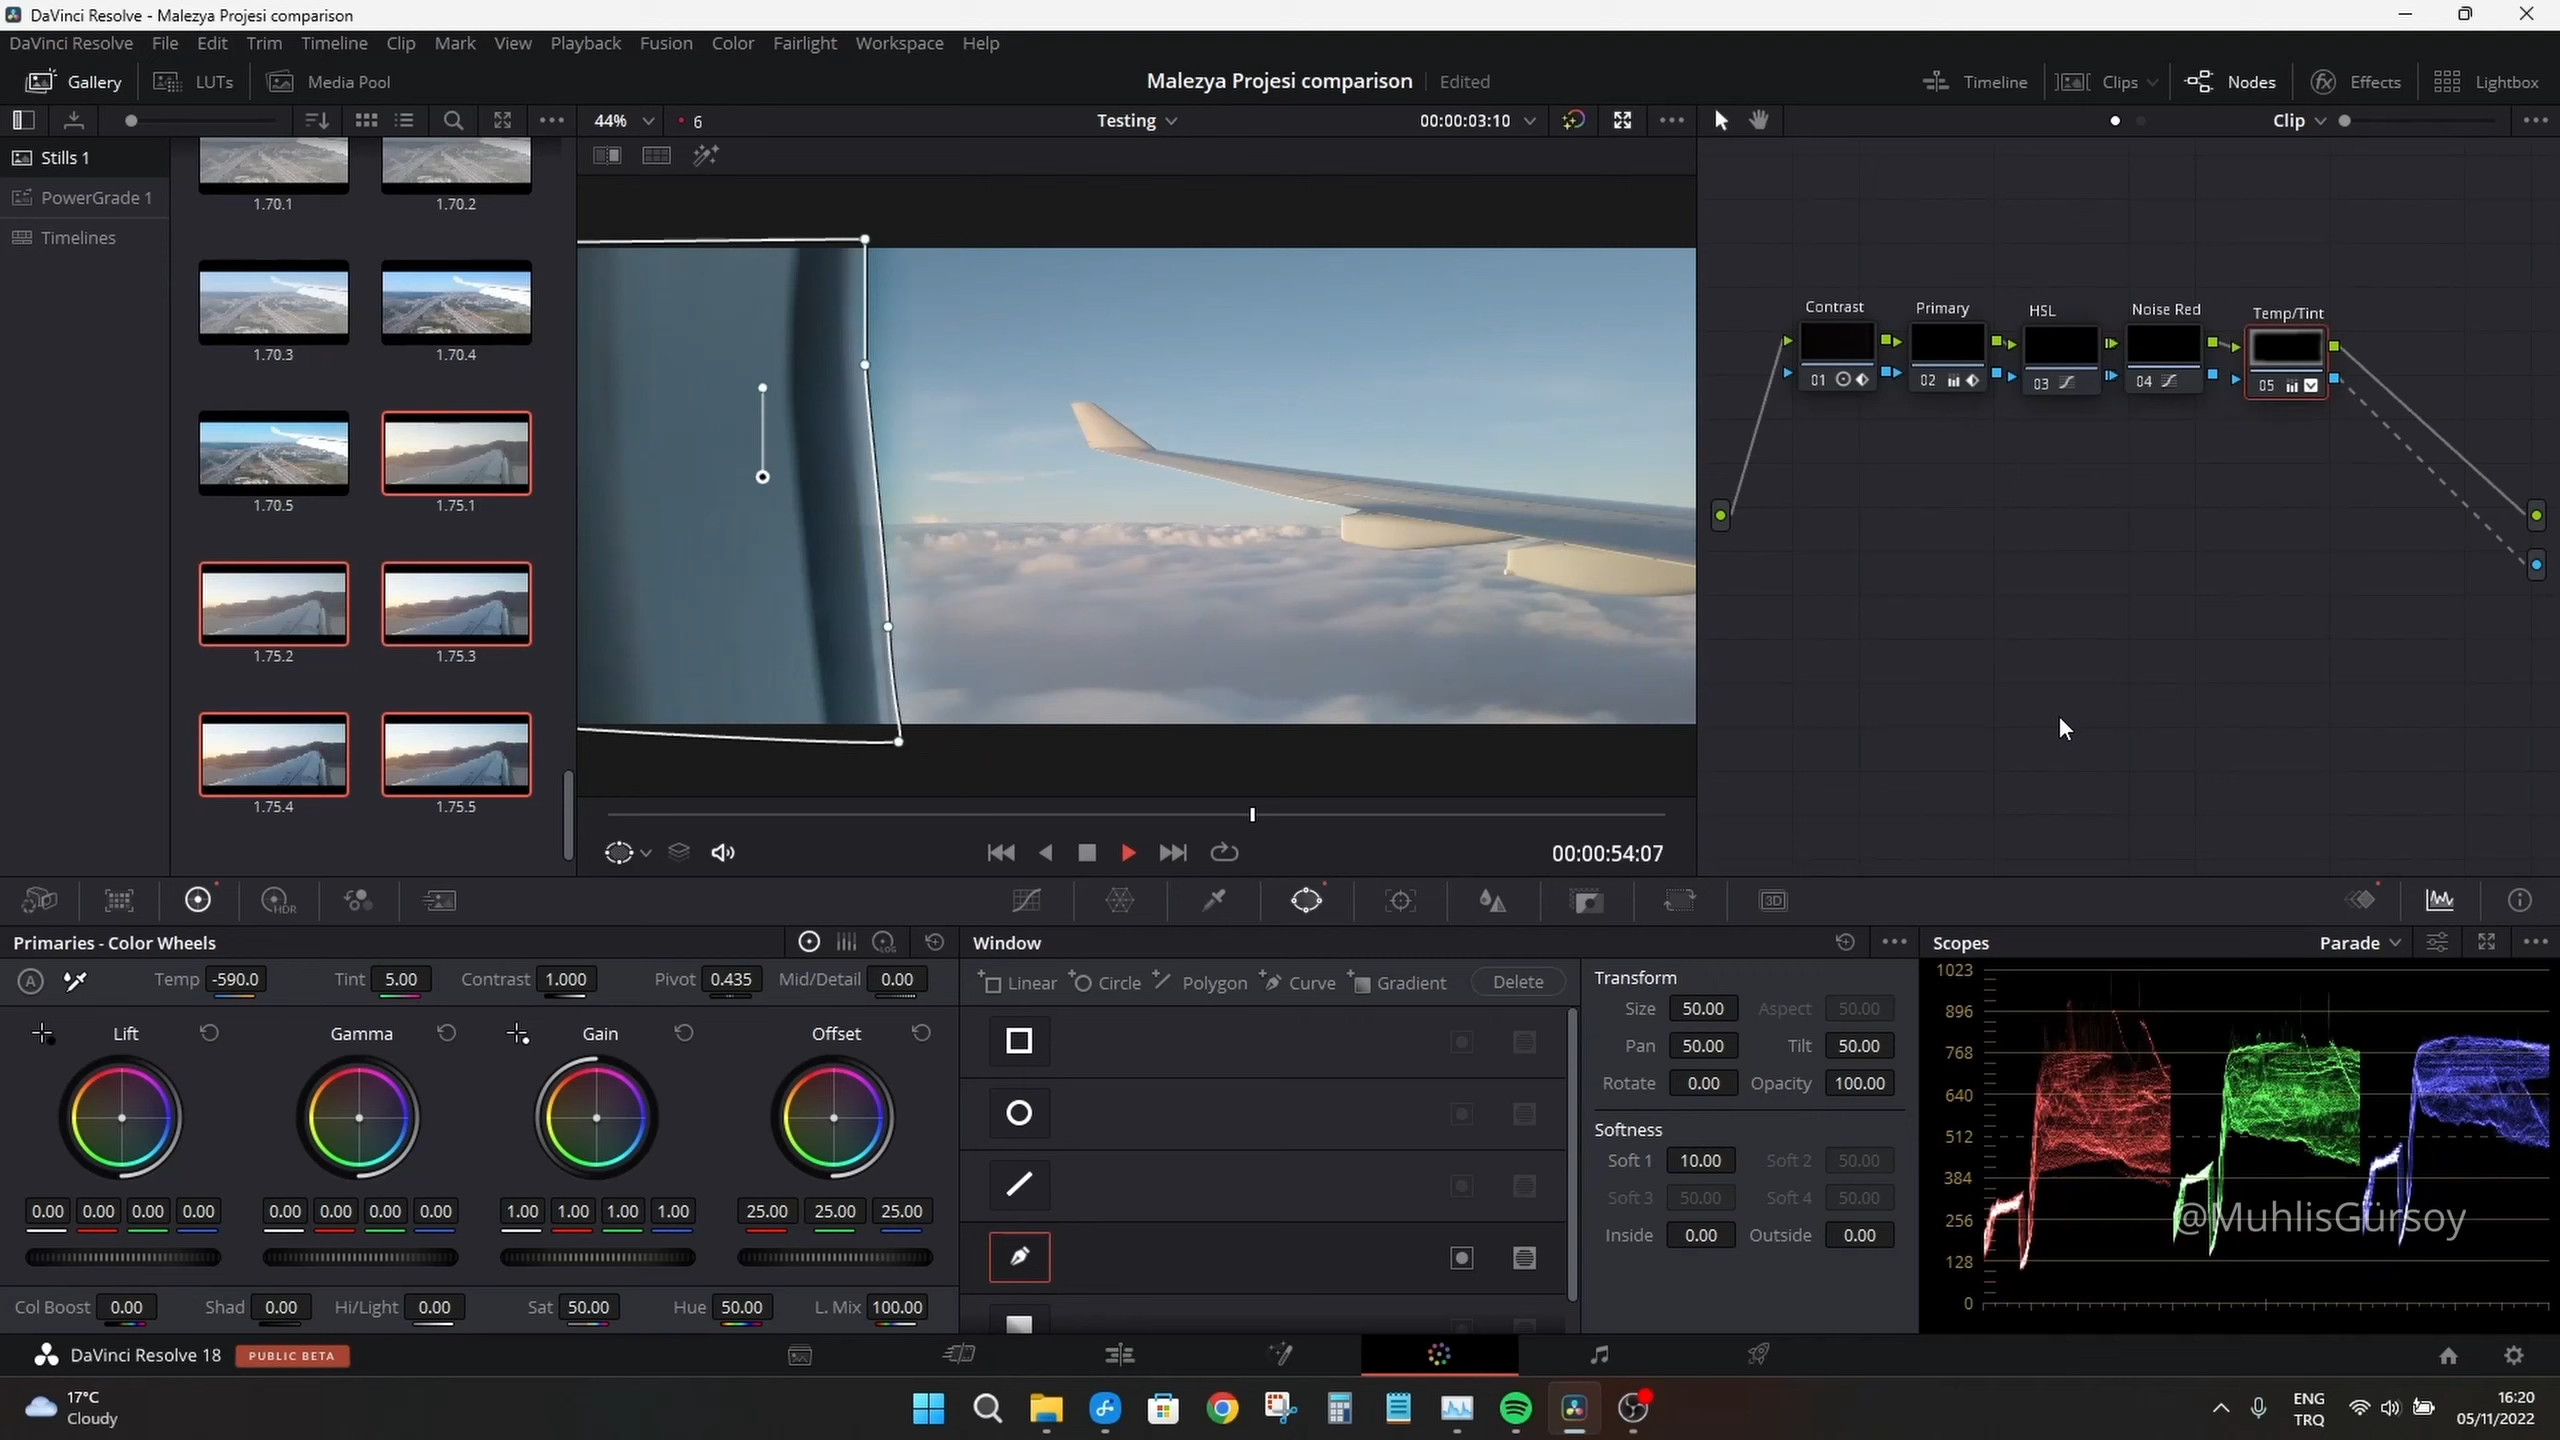 DaVinci Resolve - Malezya Projesi comparison
DaVinci Resolve File Edit Trim Timeline Clip Mark View Playback Fusion Color Fairlight Workspace Help
Gallery LUTs Media Pool Malezya Projesi comparison Edited Timeline Clips Nodes Effects Lightbox
44% 6 Testing 00:00:03:10 Clip
Stills 1
PowerGrade 1
Timelines
1.70.1 1.70.2
1.70.3 1.70.4
1.70.5 1.75.1
1.75.2 1.75.3
1.75.4 1.75.5
Contrast Primary HSL Noise Red Temp/Tint
01 02 03 04 05
00:00:54:07
HDR 3D
Primaries - Color Wheels
A Temp -590.0 Tint 5.00 Contrast 1.000 Pivot 0.435 Mid/Detail 0.00
Lift Gamma Gain Offset
0.00 0.00 0.00 0.00 0.00 0.00 0.00 0.00 1.00 1.00 1.00 1.00 25.00 25.00 25.00
Col Boost 0.00 Shad 0.00 Hi/Light 0.00 Sat 50.00 Hue 50.00 L. Mix 100.00
Window
Linear Circle Polygon Curve Gradient Delete
Transform
Size 50.00 Aspect 50.00
Pan 50.00 Tilt 50.00
Rotate 0.00 Opacity 100.00
Softness
Soft 1 10.00 Soft 2 50.00
Soft 3 50.00 Soft 4 50.00
Inside 0.00 Outside 0.00
Scopes Parade
1023
896
768
640
512
384
256
128
0
@MuhlisGürsoy
DaVinci Resolve 18 PUBLIC BETA
17°C
Cloudy
ENG
TRQ
16:20
05/11/2022